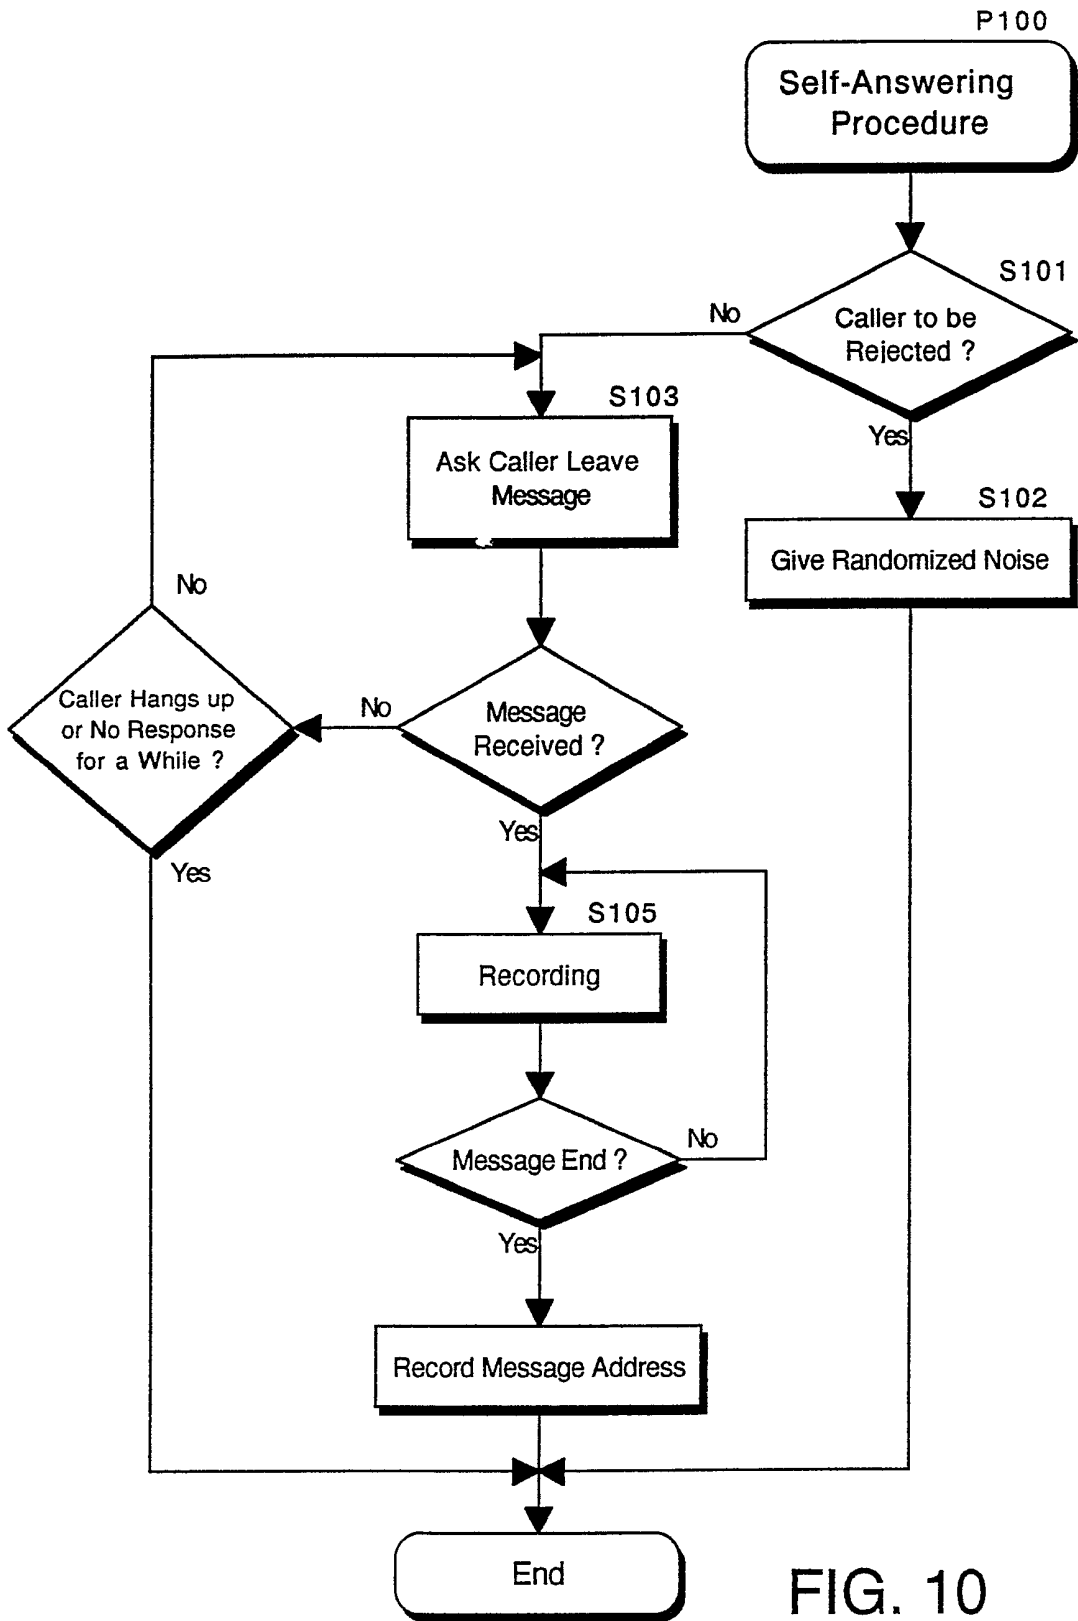 P100
Self-Answering
Procedure
S101
Caller to be
Rejected ?
No
Yes
S102
Give Randomized Noise
S103
Ask Caller Leave
Message
Message
Received ?
No
Caller Hangs up
or No Response
for a While ?
No
Yes
Yes
S105
Recording
Message End ?
No
Yes
Record Message Address
End
FIG. 10